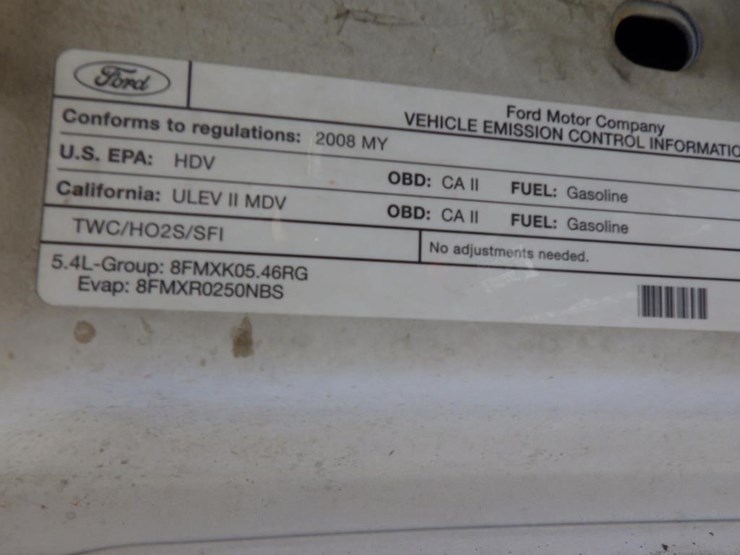 Ford
Ford Motor Company
VEHICLE EMISSION CONTROL INFORMATIO
Conforms to regulations: 2008 MY
U.S. EPA: HDV OBD: CA II FUEL: Gasoline
California: ULEV II MDV OBD: CA II FUEL: Gasoline
TWC/HO2S/SFI No adjustments needed.
5.4L-Group: 8FMXK05.46RG
Evap: 8FMXR0250NBS